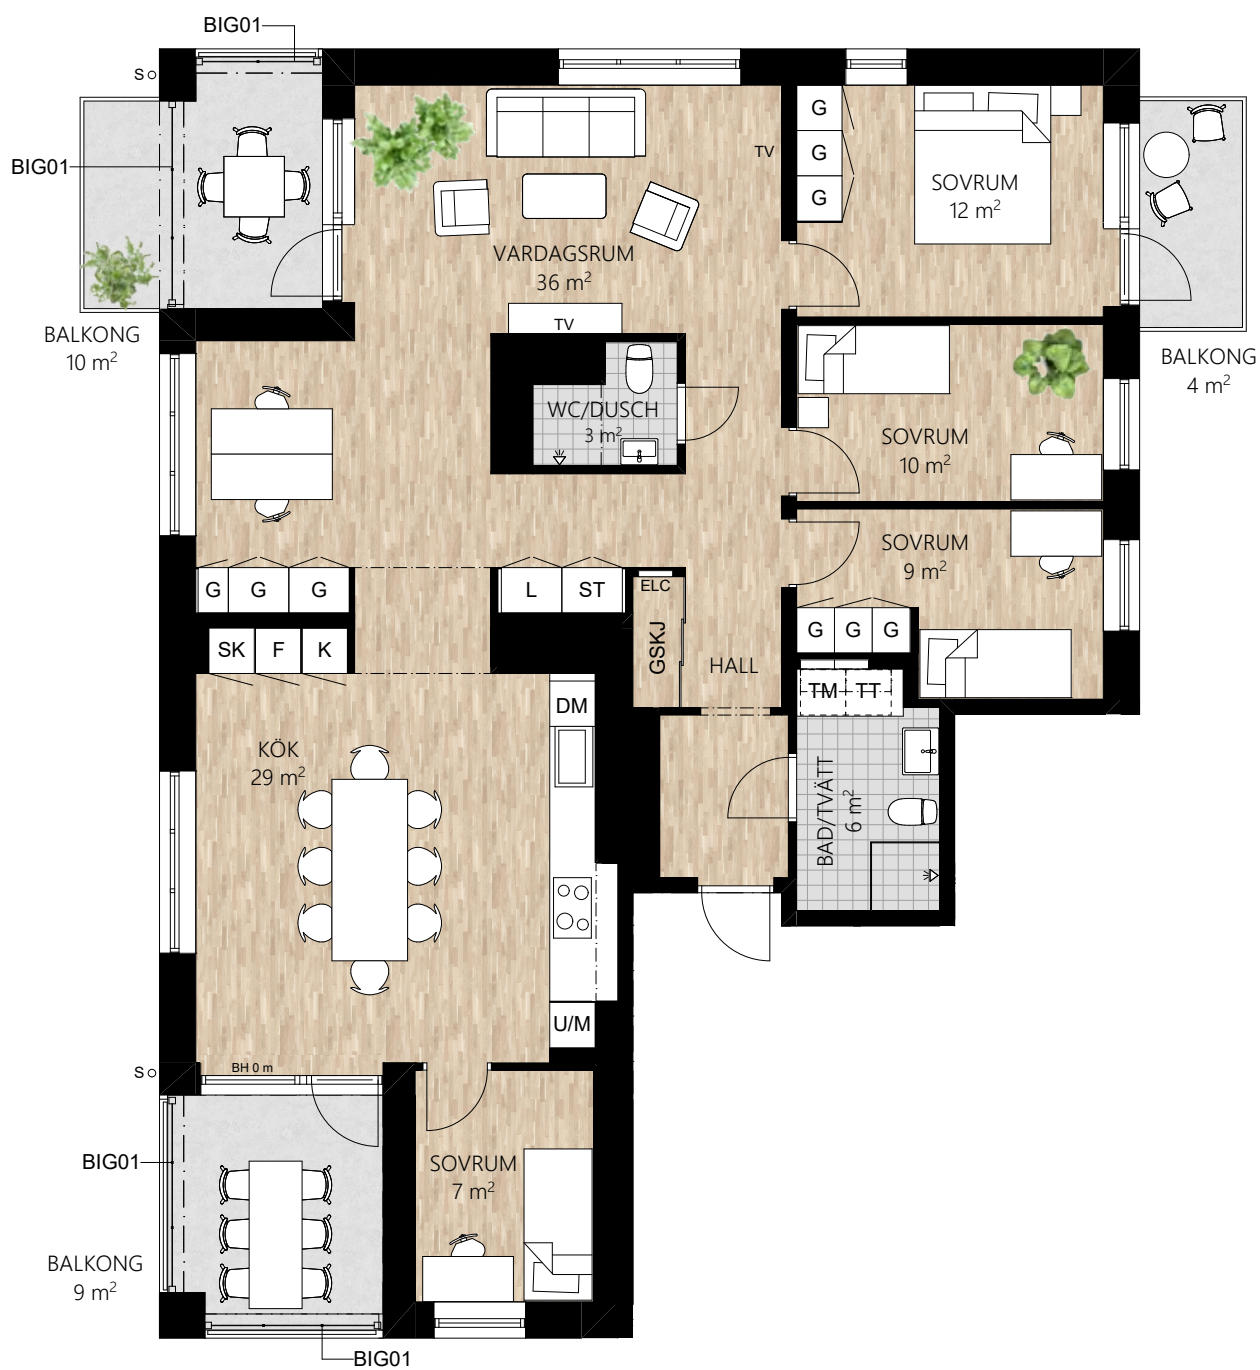 BIG01
S
BIG01
G
G
G
TV
SOVRUM
12 m²
VARDAGSRUM
36 m²
TV
BALKONG
10 m²
BALKONG
4 m²
WC/DUSCH
3 m²
SOVRUM
10 m²
SOVRUM
9 m²
G G G
L ST
ELC
GSKJ
HALL
G G G
SK F K
TM TT
DM
KÖK
29 m²
BAD/TVÄTT
6 m²
U/M
S
BH 0 m
BIG01
SOVRUM
7 m²
BALKONG
9 m²
BIG01